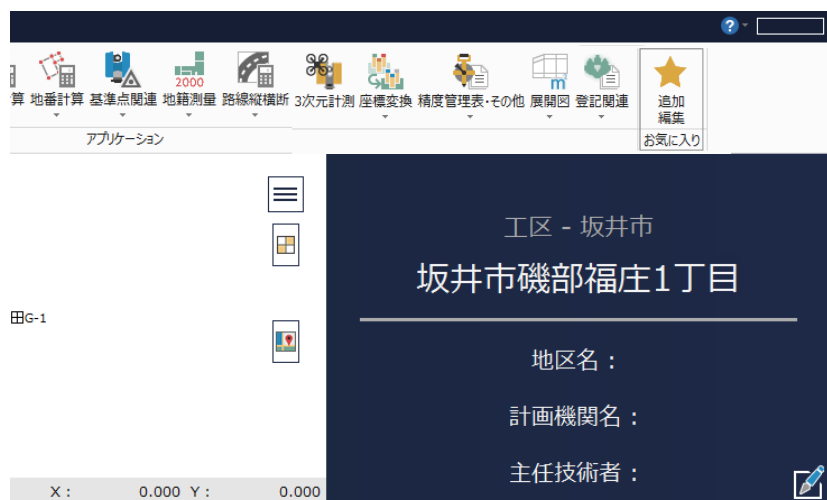 ?
算 地番計算 基準点関連 地籍測量 路線縦横断 3次元計測 座標変換 精度管理表・その他 展開図 登記関連 追加 編集
2000
m
アプリケーション
お気に入り
工区 - 坂井市
坂井市磯部福庄1丁目
G-1
地区名：
計画機関名：
主任技術者：
X： 0.000 Y： 0.000